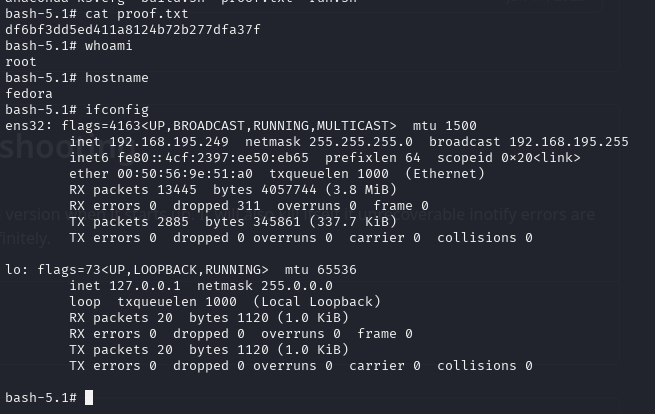 bash-5.1# cat proof.txt
df6bf3dd5ed411a8124b72b277dfa37f
bash-5.1# whoami
root
bash-5.1# hostname
fedora
bash-5.1# ifconfig
ens32: flags=4163<UP,BROADCAST,RUNNING,MULTICAST>  mtu 1500
        inet 192.168.195.249  netmask 255.255.255.0  broadcast 192.168.195.255
        inet6 fe80::4cf:2397:ee50:eb65  prefixlen 64  scopeid 0×20<link>
        ether 00:50:56:9e:51:a0  txqueuelen 1000  (Ethernet)
        RX packets 13445  bytes 4057744 (3.8 MiB)
        RX errors 0  dropped 311  overruns 0  frame 0
        TX packets 2885  bytes 345861 (337.7 KiB)
        TX errors 0  dropped 0 overruns 0  carrier 0  collisions 0

lo: flags=73<UP,LOOPBACK,RUNNING>  mtu 65536
        inet 127.0.0.1  netmask 255.0.0.0
        loop  txqueuelen 1000  (Local Loopback)
        RX packets 20  bytes 1120 (1.0 KiB)
        RX errors 0  dropped 0  overruns 0  frame 0
        TX packets 20  bytes 1120 (1.0 KiB)
        TX errors 0  dropped 0 overruns 0  carrier 0  collisions 0

bash-5.1#